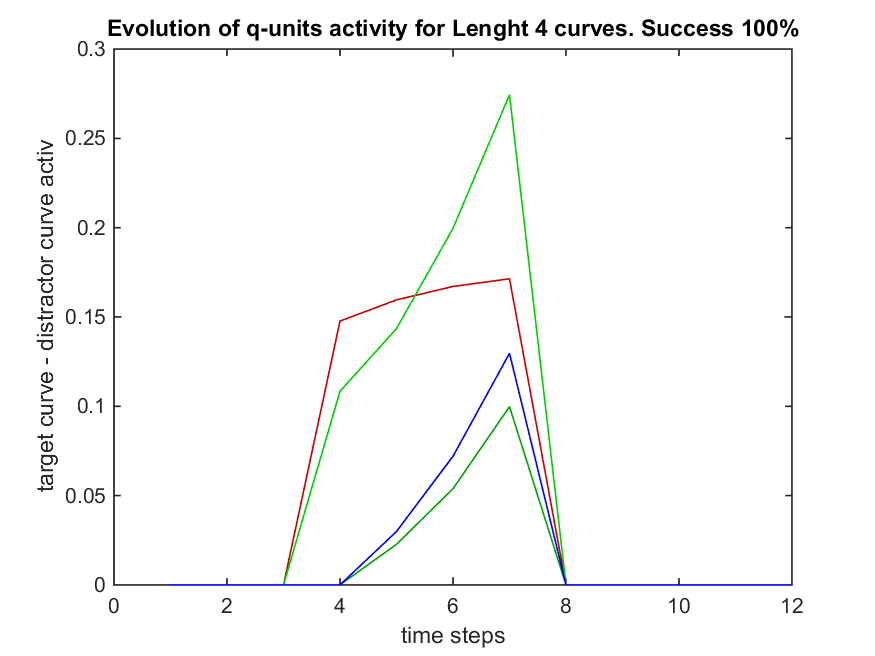 Evolution of q-units activity for Lenght 4 curves. Success 100%
target curve - distractor curve activ
0.3
0.25
0.2
0.15
0.1
0.05
0
0 2 4 6 8 10 12
time steps